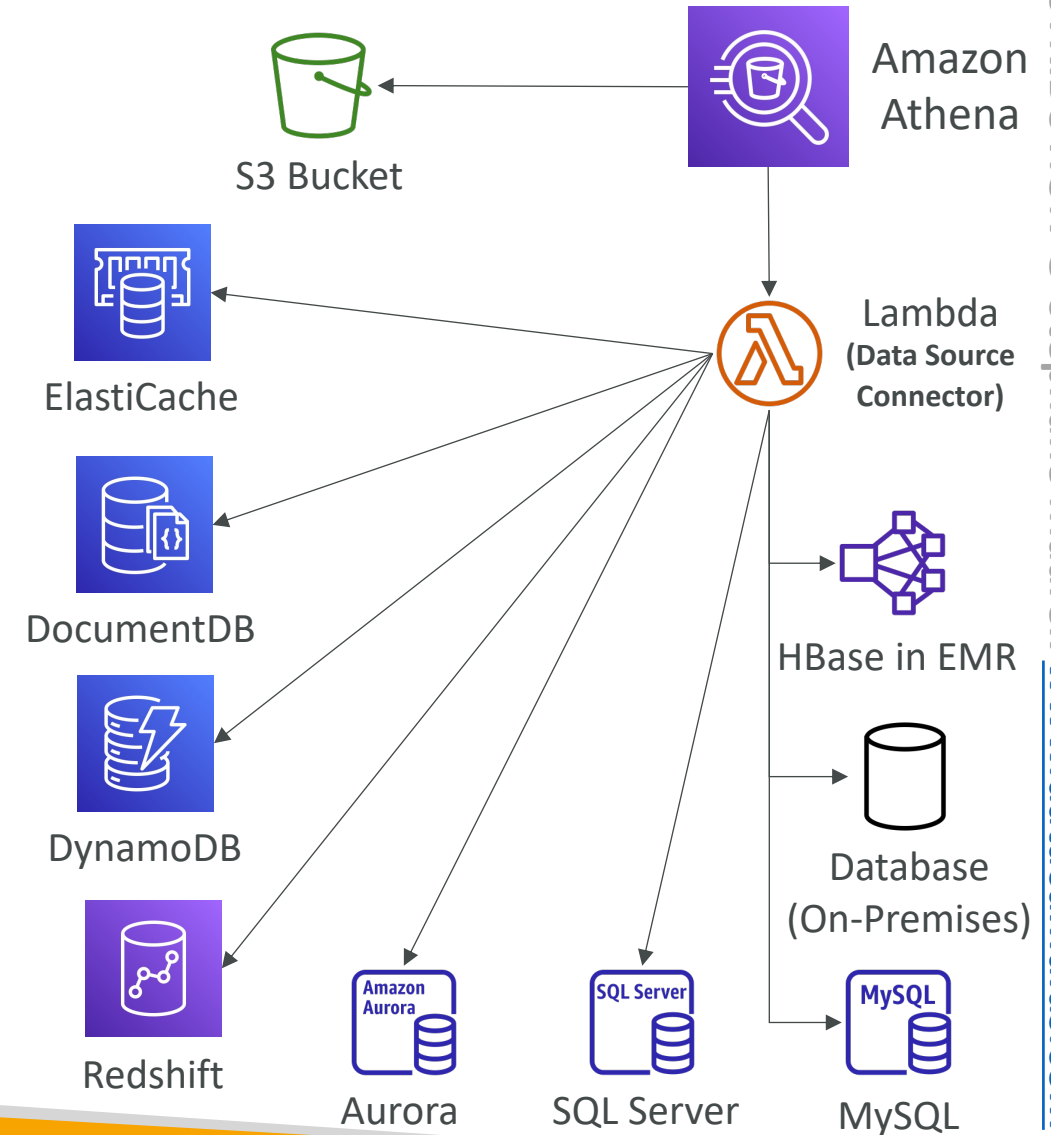 Amazon
Athena
S3 Bucket
Lambda
(Data Source
Connector)
ElastiCache
{}
DocumentDB
HBase in EMR
DynamoDB
Database
(On-Premises)
Redshift
Amazon
Aurora
Aurora
SQL Server
SQL Server
MySQL
MySQL